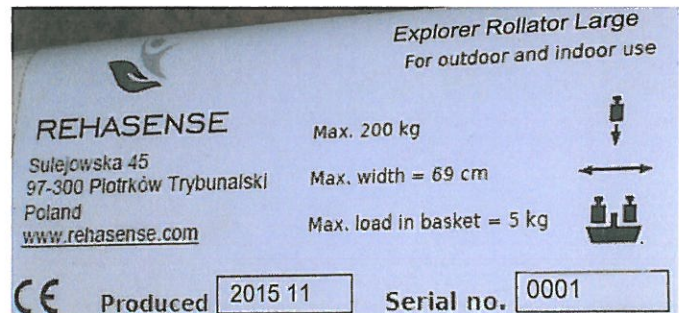 Explorer Rollator Large
For outdoor and indoor use
REHASENSE
Sulejowska 45
97-300 Piotrków Trybunalski
Poland
www.rehasense.com
Max. 200 kg
Max. width = 69 cm
Max. load in basket = 5 kg
CE Produced 2015 11 Serial no. 0001